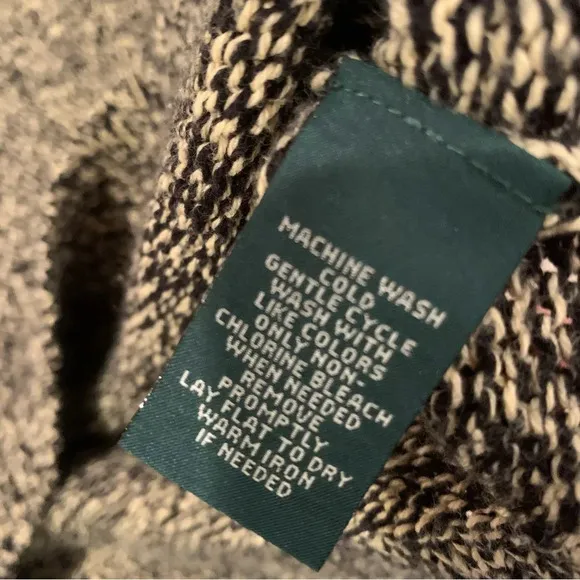 MACHINE WASH
COLD
GENTLE CYCLE
WASH WITH
LIKE COLORS
ONLY NON-
CHLORINE BLEACH
WHEN NEEDED
REMOVE
PROMPTLY
LAY FLAT TO DRY
WARM IRON
IF NEEDED